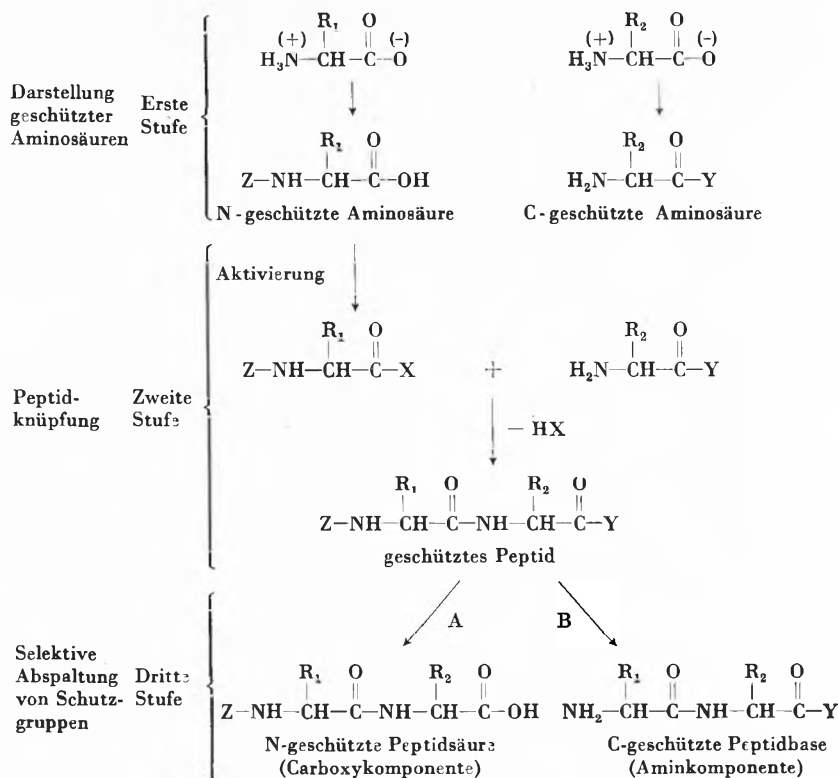 R₁ O
(+) | || (-)
H₃N—CH—C—O
R₂ O
(+) | || (-)
H₃N—CH—C—O
Darstellung
geschützter
Aminosäuren
Erste
Stufe
R₁ O
Z—NH—CH—C—OH
N-geschützte Aminosäure
R₂ O
H₂N—CH—C—Y
C-geschützte Aminosäure
Aktivierung
Peptid-
knüpfung
Zweite
Stufe
R₁ O
Z—NH—CH—C—X
+
R₂ O
H₂N—CH—C—Y
— HX
R₁ O R₂ O
Z—NH—CH—C—NH—CH—C—Y
geschütztes Peptid
A
B
Selektive
Abspaltung
von Schutz-
gruppen
Dritte
Stufe
R₁ O R₂ O
Z—NH—CH—C—NH—CH—C—OH
N-geschützte Peptidsäure
(Carboxykomponente)
R₁ O R₂ O
NH₂—CH—C—NH—CH—C—Y
C-geschützte Peptidbase
(Aminkomponente)